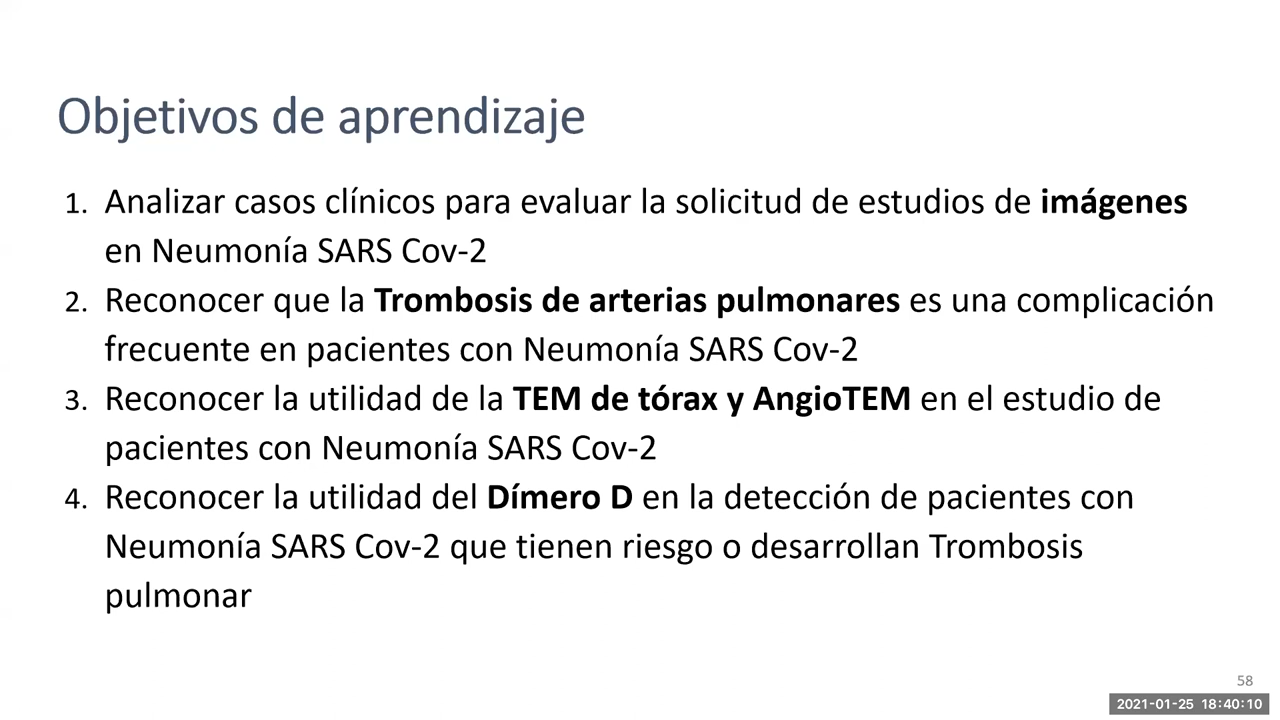 Objetivos de aprendizaje
1. Analizar casos clínicos para evaluar la solicitud de estudios de imágenes
en Neumonía SARS Cov-2
2. Reconocer que la Trombosis de arterias pulmonares es una complicación
frecuente en pacientes con Neumonía SARS Cov-2
3. Reconocer la utilidad de la TEM de tórax y AngioTEM en el estudio de
pacientes con Neumonía SARS Cov-2
4. Reconocer la utilidad del Dímero D en la detección de pacientes con
Neumonía SARS Cov-2 que tienen riesgo o desarrollan Trombosis
pulmonar
58
2021-01-25 18:40:10